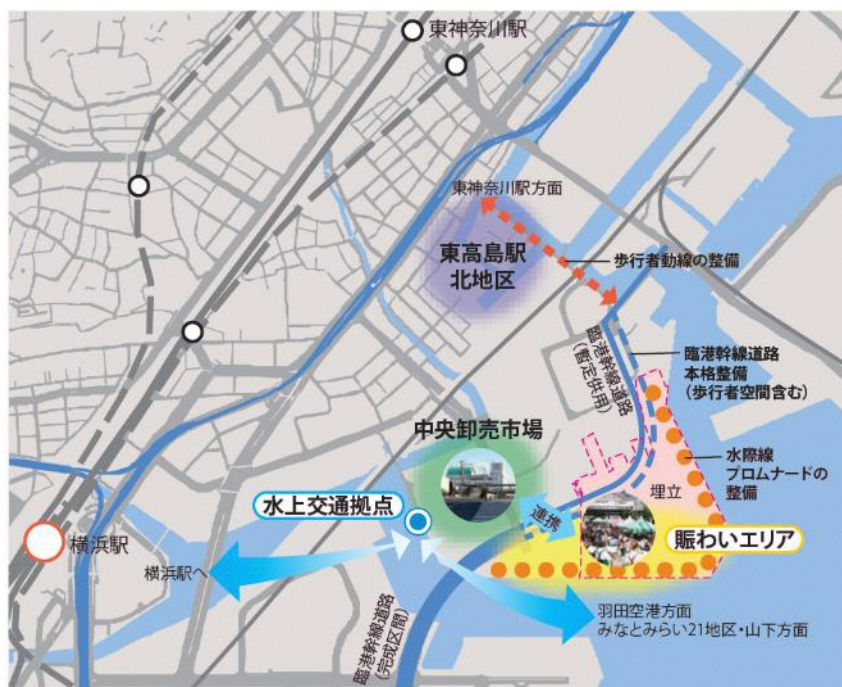 東神奈川駅
東神奈川駅方面
東高島駅
北地区
歩行者動線の整備
臨港幹線道路
(暫定供用)
臨港幹線道路
本格整備
(歩行者空間含む)
中央卸売市場
水際線
プロムナードの
整備
埋立
水上交通拠点
連携
賑わいエリア
横浜駅
横浜駅へ
羽田空港方面
みなとみらい21地区・山下方面
臨港幹線道路
(完成区間)